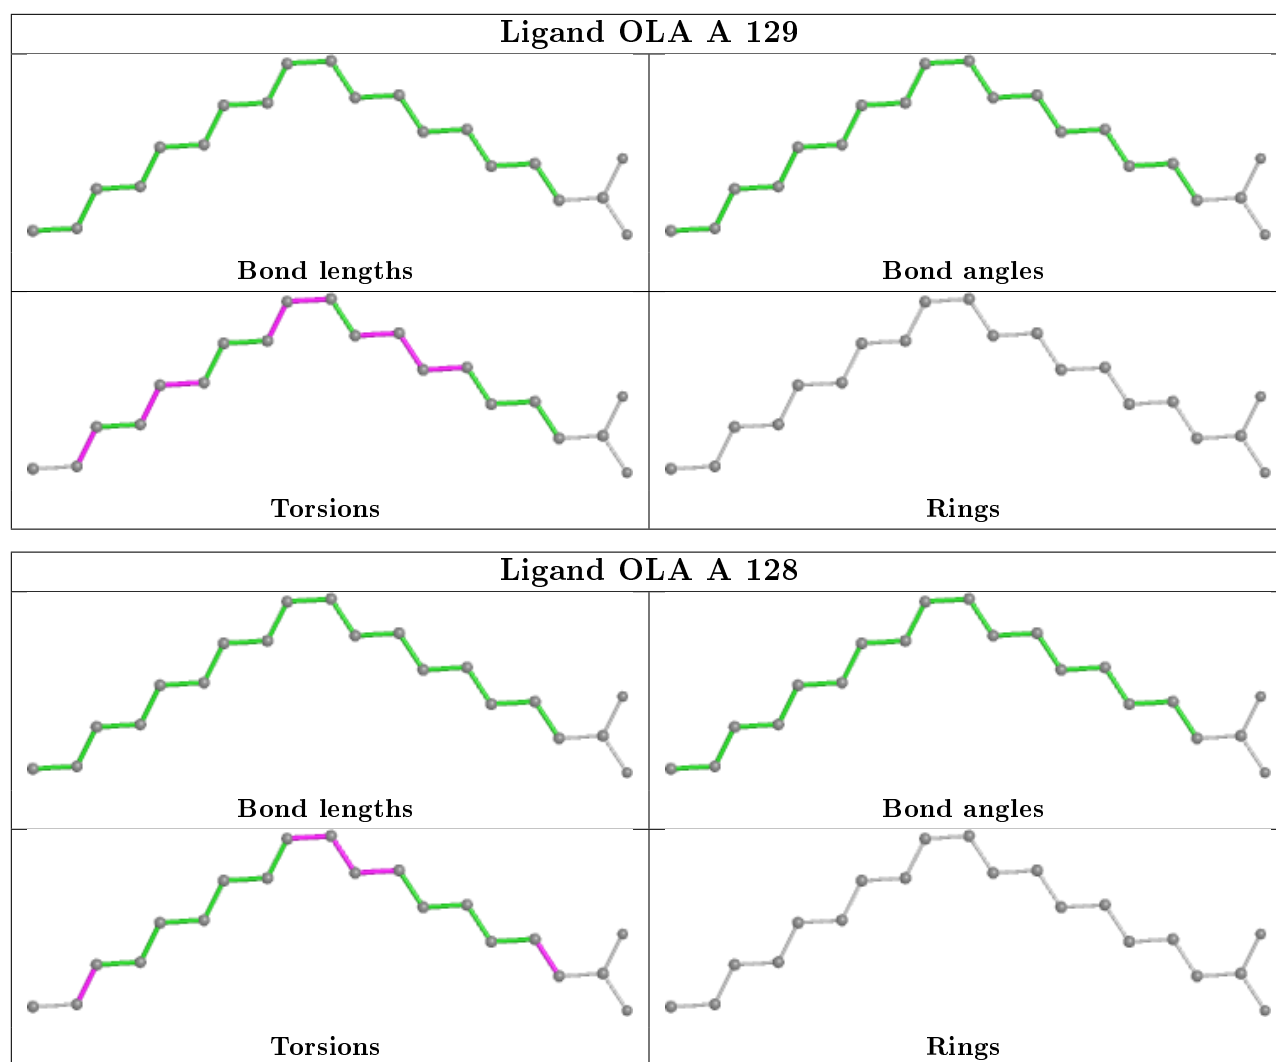 Ligand OLA A 129
Bond lengths
Bond angles
Torsions
Rings
Ligand OLA A 128
Bond lengths
Bond angles
Torsions
Rings